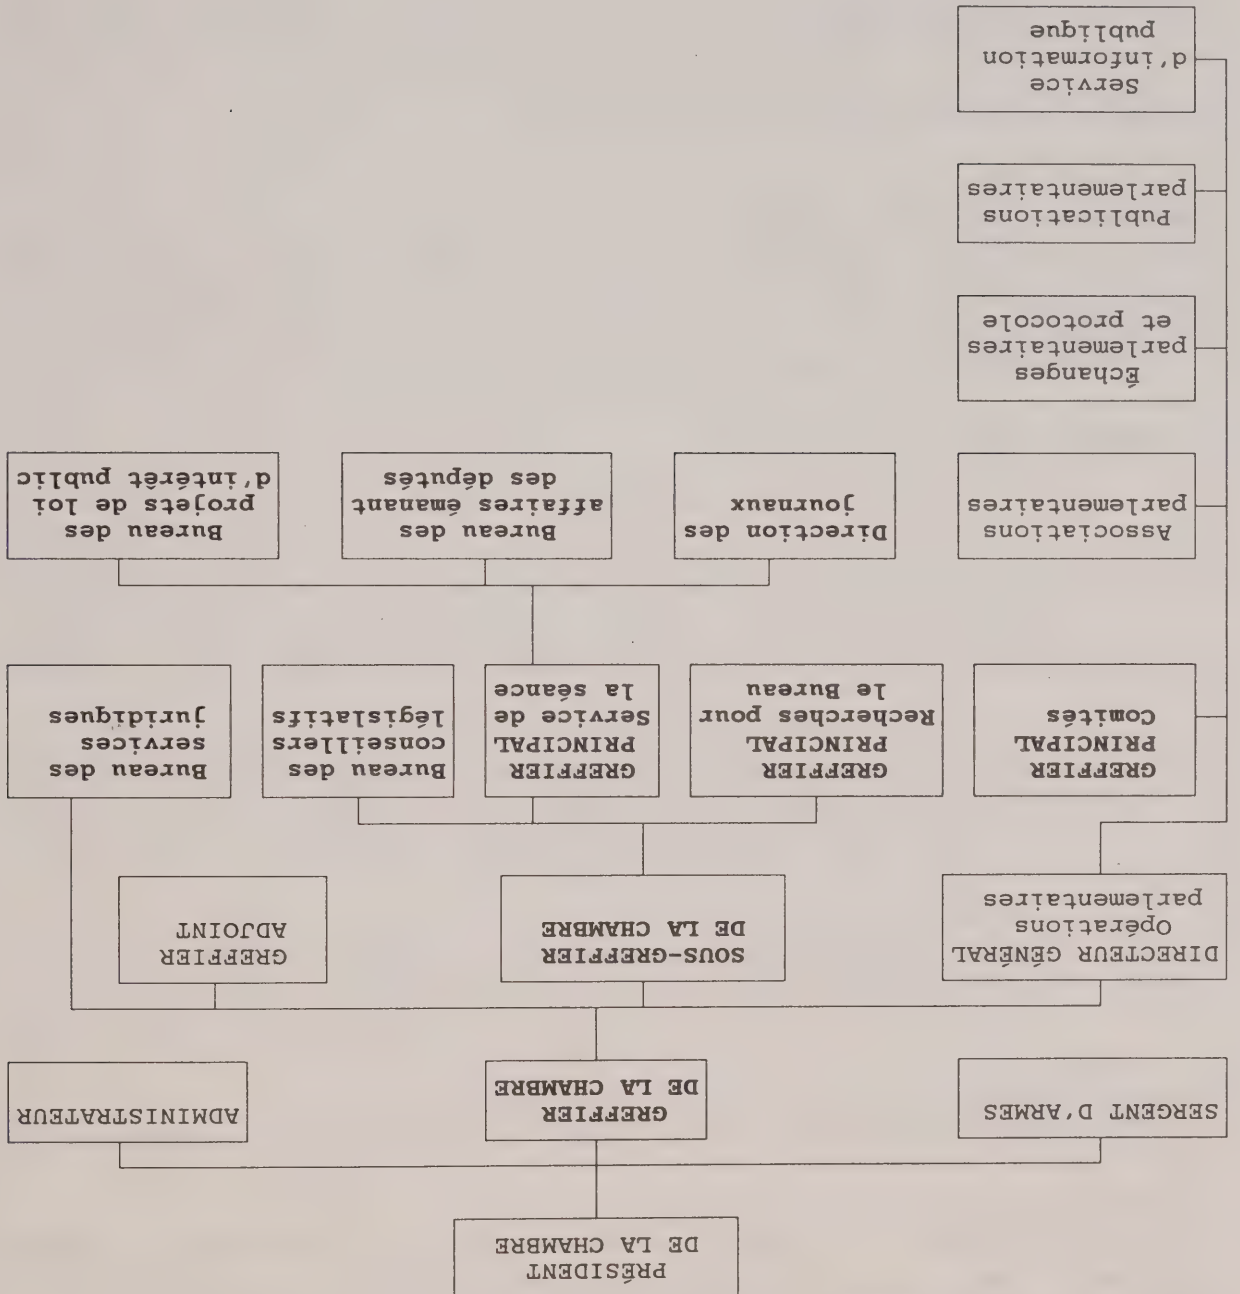 PRÉSIDENT
DE LA CHAMBRE
SERGENT D'ARMES
GREFFIER
DE LA CHAMBRE
ADMINISTRATEUR
DIRECTEUR GÉNÉRAL
Opérations
parlementaires
SOUS-GREFFIER
DE LA CHAMBRE
GREFFIER
ADJOINT
GREFFIER
PRINCIPAL
Comités
GREFFIER
PRINCIPAL
Recherches pour
le Bureau
GREFFIER
PRINCIPAL
Service de
la séance
Bureau des
conseillers
législatifs
Bureau des
services
juridiques
Associations
parlementaires
Direction des
journaux
Bureau des
affaires émanant
des députés
Bureau des
projets de loi
d'intérêt public
Échanges
parlementaires
et protocole
Publications
parlementaires
Service
d'information
publique